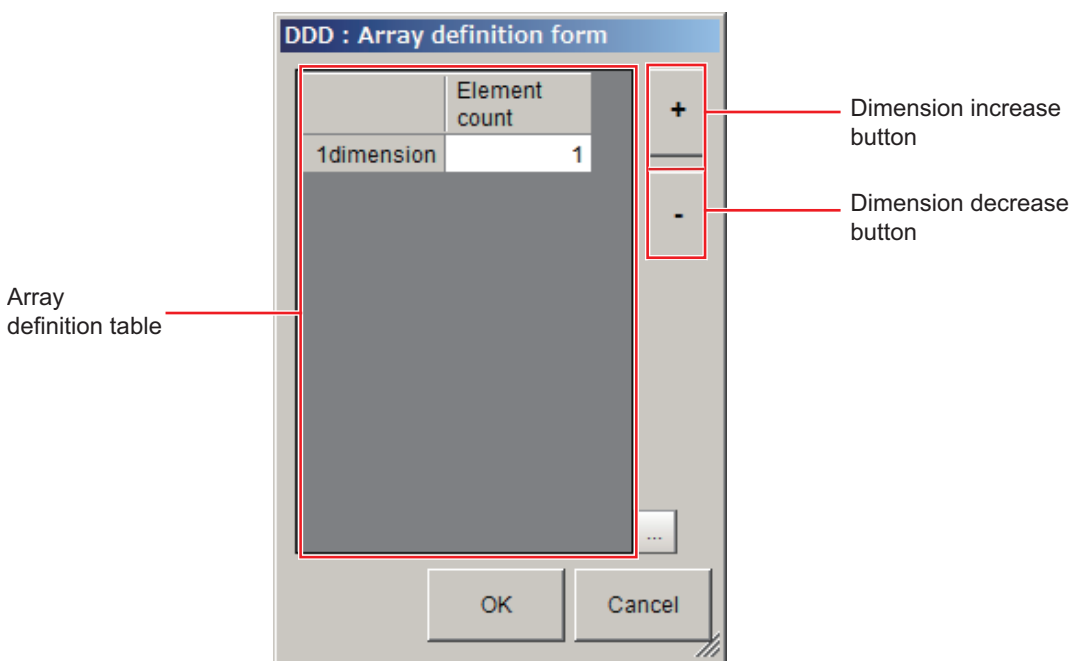 DDD : Array definition form
Element
count
1dimension 1
+
-
...
OK Cancel
Array
definition table
Dimension increase
button
Dimension decrease
button